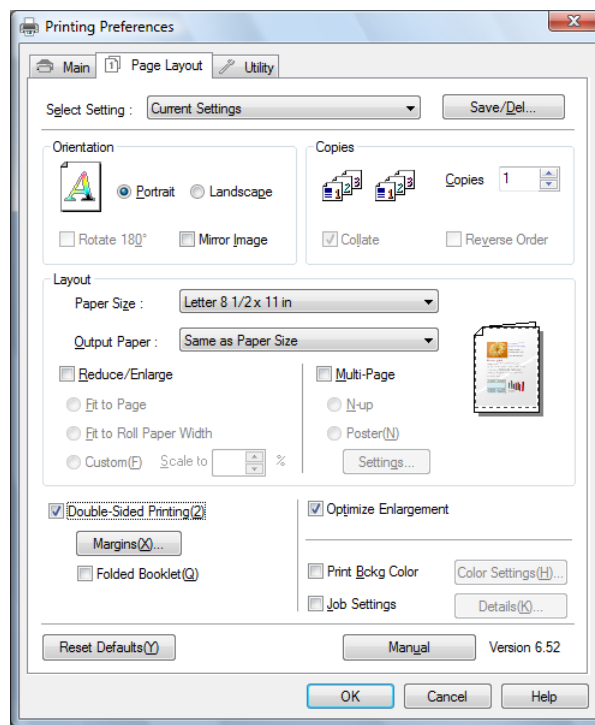 Printing Preferences
Main Page Layout Utility
Select Setting : Current Settings Save/Del...
Orientation Copies
Portrait Landscape Copies 1
Rotate 180° Mirror Image Collate Reverse Order
Layout
Paper Size : Letter 8 1/2 x 11 in
Output Paper : Same as Paper Size
Reduce/Enlarge Multi-Page
Fit to Page N-up
Fit to Roll Paper Width Poster(N)
Custom(F) Scale to % Settings...
Double-Sided Printing(2) Optimize Enlargement
Margins(X)...
Folded Booklet(Q) Print Bckg Color Color Settings(H)...
Job Settings Details(K)...
Reset Defaults(Y) Manual Version 6.52
OK Cancel Help